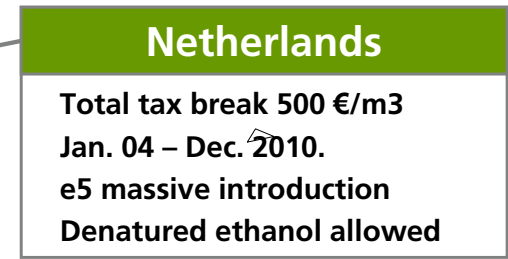 Netherlands
Total tax break 500 €/m3
Jan. 04 – Dec. 2010.
e5 massive introduction
Denatured ethanol allowed